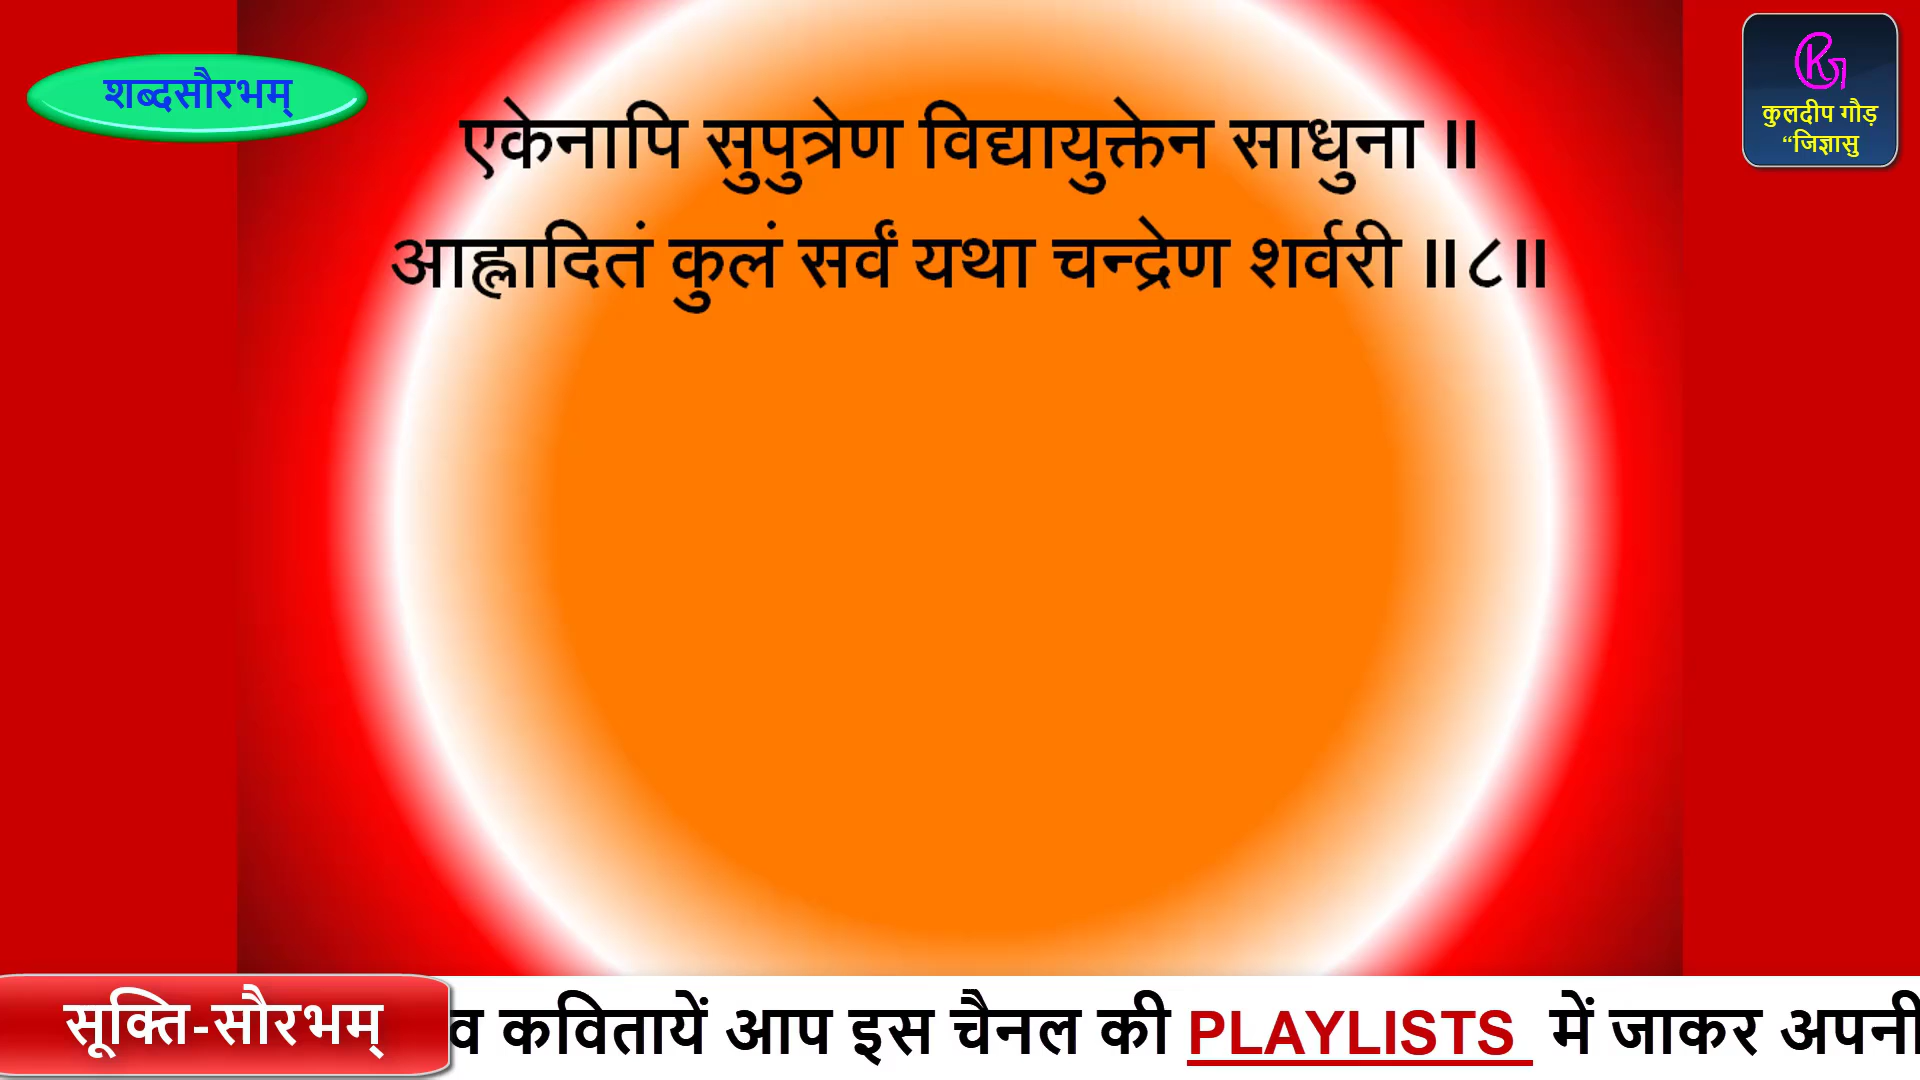 शब्दसौरभम्
कुलदीप गौड़
“जिज्ञासु
एकेनापि सुपुत्रेण विद्यायुक्तेन साधुना ॥
आह्लादितं कुलं सर्वं यथा चन्द्रेण शर्वरी ॥८॥
सूक्ति-सौरभम्
व कवितायें आप इस चैनल की PLAYLISTS में जाकर अपनी